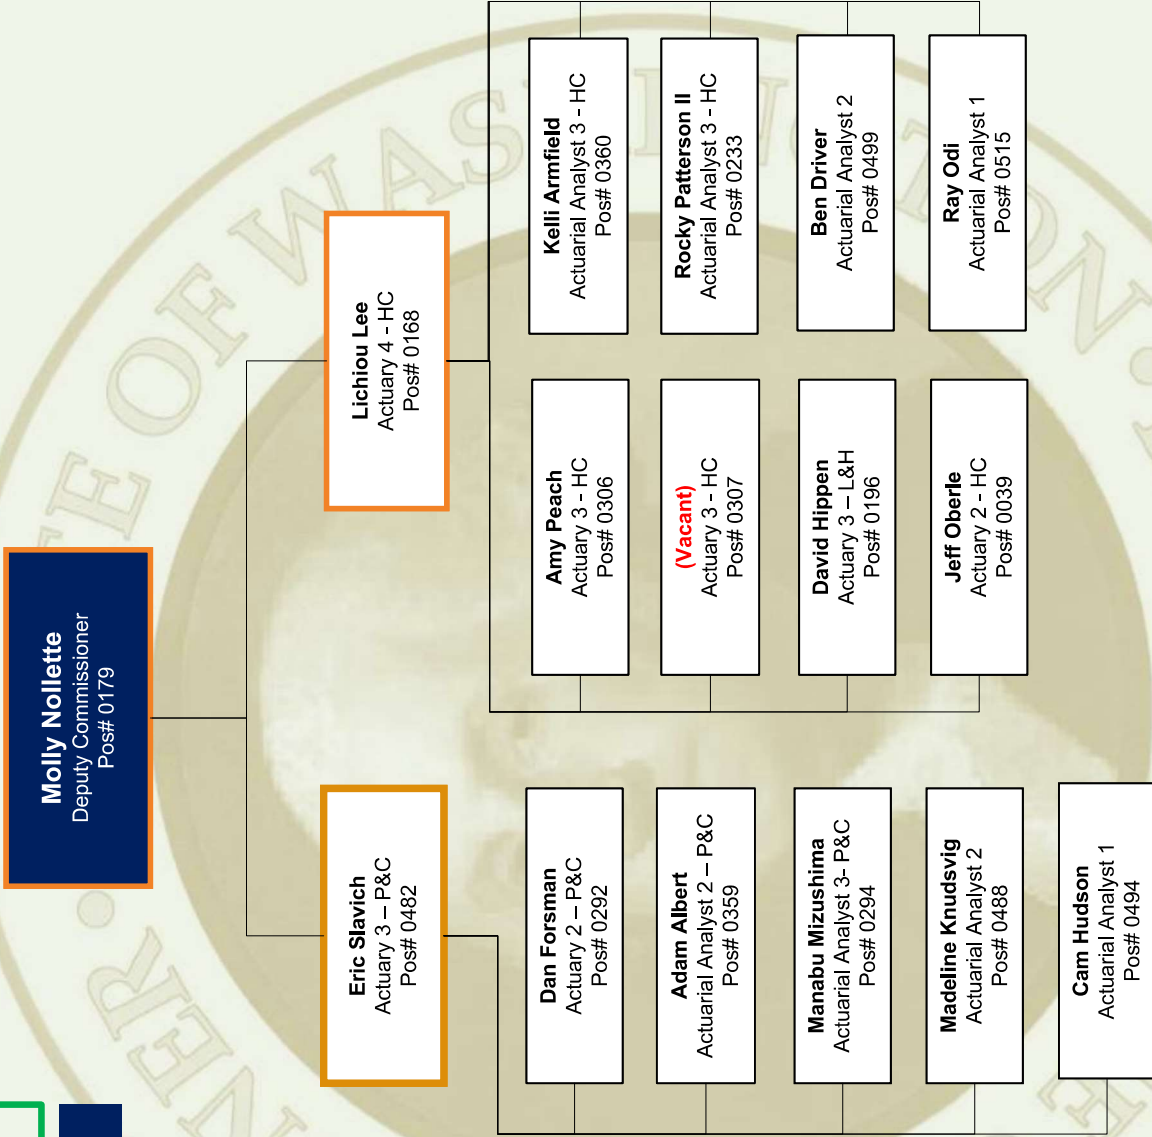 Molly Nollette
Deputy Commissioner
Pos# 0179
Eric Slavich
Actuary 3 – P&C
Pos# 0482
Lichiou Lee
Actuary 4 - HC
Pos# 0168
Dan Forsman
Actuary 2 – P&C
Pos# 0292
Adam Albert
Actuarial Analyst 2 – P&C
Pos# 0359
Manabu Mizushima
Actuarial Analyst 3- P&C
Pos# 0294
Madeline Knudsvig
Actuarial Analyst 2
Pos# 0488
Cam Hudson
Actuarial Analyst 1
Pos# 0494
Amy Peach
Actuary 3 - HC
Pos# 0306
(Vacant)
Actuary 3 - HC
Pos# 0307
David Hippen
Actuary 3 – L&H
Pos# 0196
Jeff Oberle
Actuary 2 - HC
Pos# 0039
Kelli Armfield
Actuarial Analyst 3 - HC
Pos# 0360
Rocky Patterson II
Actuarial Analyst 3 - HC
Pos# 0233
Ben Driver
Actuarial Analyst 2
Pos# 0499
Ray Odi
Actuarial Analyst 1
Pos# 0515
OF WASHINGTON